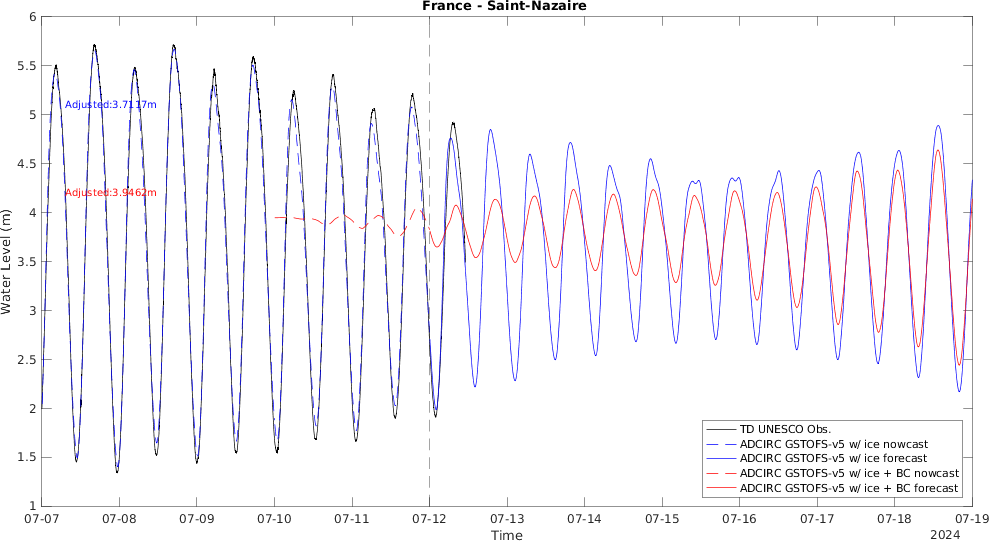 France - Saint-Nazaire
6
5.5
5
4.5
4
3.5
3
2.5
2
1.5
1
Water Level (m)
Adjusted:3.7117m
Adjusted:3.9462m
TD UNESCO Obs.
ADCIRC GSTOFS-v5 w/ ice nowcast
ADCIRC GSTOFS-v5 w/ ice forecast
ADCIRC GSTOFS-v5 w/ ice + BC nowcast
ADCIRC GSTOFS-v5 w/ ice + BC forecast
07-07 07-08 07-09 07-10 07-11 07-12 07-13 07-14 07-15 07-16 07-17 07-18 07-19
Time
2024